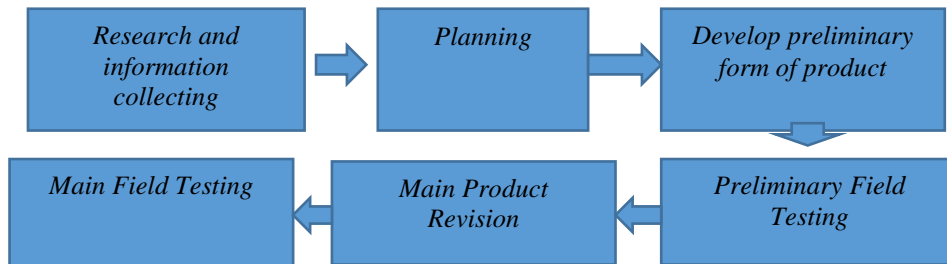 Research and
information
collecting
Planning
Develop preliminary
form of product
Preliminary Field
Testing
Main Product
Revision
Main Field Testing